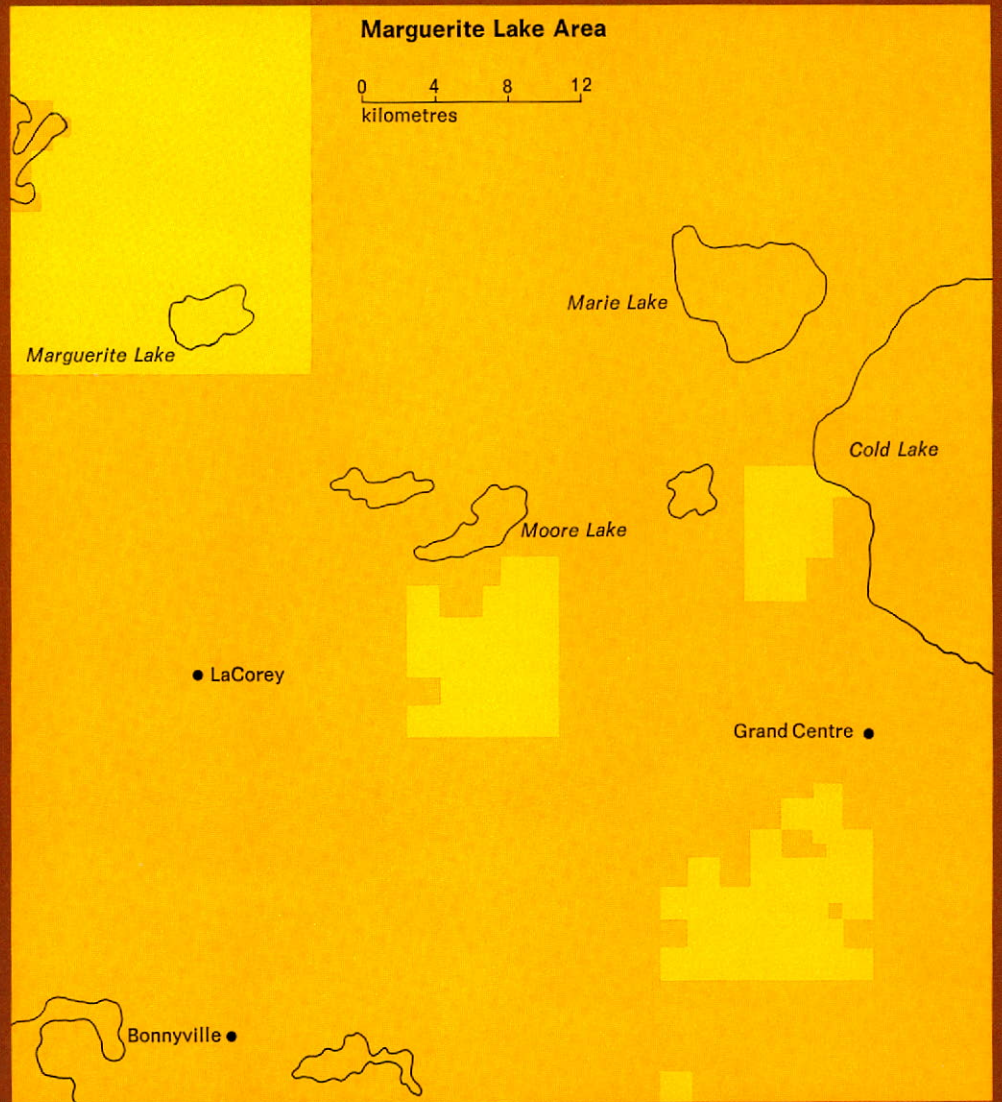 Marguerite Lake Area
0 4 8 12
kilometres
Marie Lake
Marguerite Lake
Cold Lake
Moore Lake
LaCorey
Grand Centre
Bonnyville